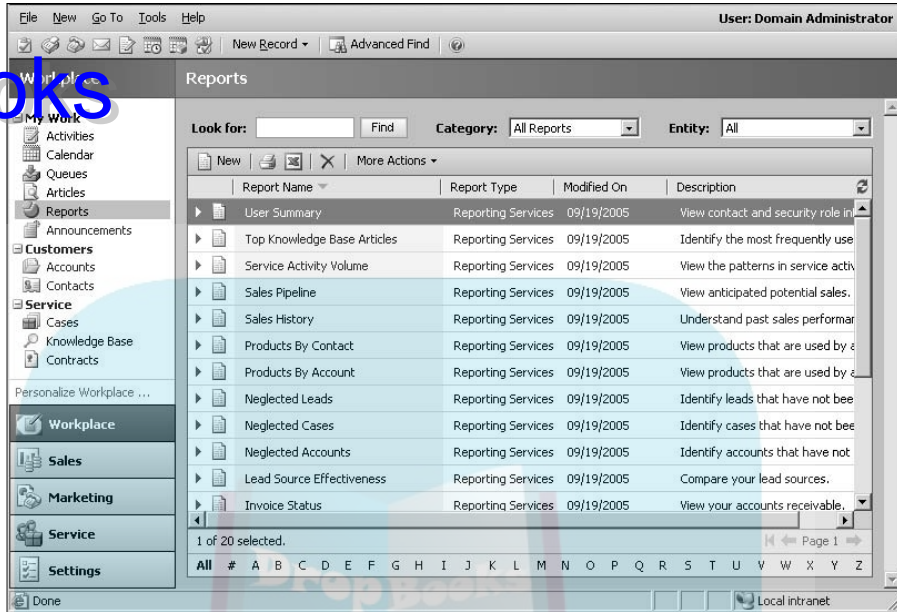 File New Go To Tools Help User: Domain Administrator
New Record Advanced Find
Workplace Reports
ooks
My Work
Activities
Calendar
Queues
Articles
Reports
Announcements
Customers
Accounts
Contacts
Service
Cases
Knowledge Base
Contracts
Personalize Workplace ...
Workplace
Sales
Marketing
Service
Settings
Look for: Find Category: All Reports Entity: All
New More Actions
Report Name Report Type Modified On Description
User Summary Reporting Services 09/19/2005 View contact and security role in
Top Knowledge Base Articles Reporting Services 09/19/2005 Identify the most frequently use
Service Activity Volume Reporting Services 09/19/2005 View the patterns in service activ
Sales Pipeline Reporting Services 09/19/2005 View anticipated potential sales.
Sales History Reporting Services 09/19/2005 Understand past sales performan
Products By Contact Reporting Services 09/19/2005 View products that are used by a
Products By Account Reporting Services 09/19/2005 View products that are used by a
Neglected Leads Reporting Services 09/19/2005 Identify leads that have not bee
Neglected Cases Reporting Services 09/19/2005 Identify cases that have not bee
Neglected Accounts Reporting Services 09/19/2005 Identify accounts that have not
Lead Source Effectiveness Reporting Services 09/19/2005 Compare your lead sources.
Invoice Status Reporting Services 09/19/2005 View your accounts receivable.
1 of 20 selected. Page 1
All # A B C D E F G H I J K L M N O P Q R S T U V W X Y Z
DropBooks
Done Local intranet